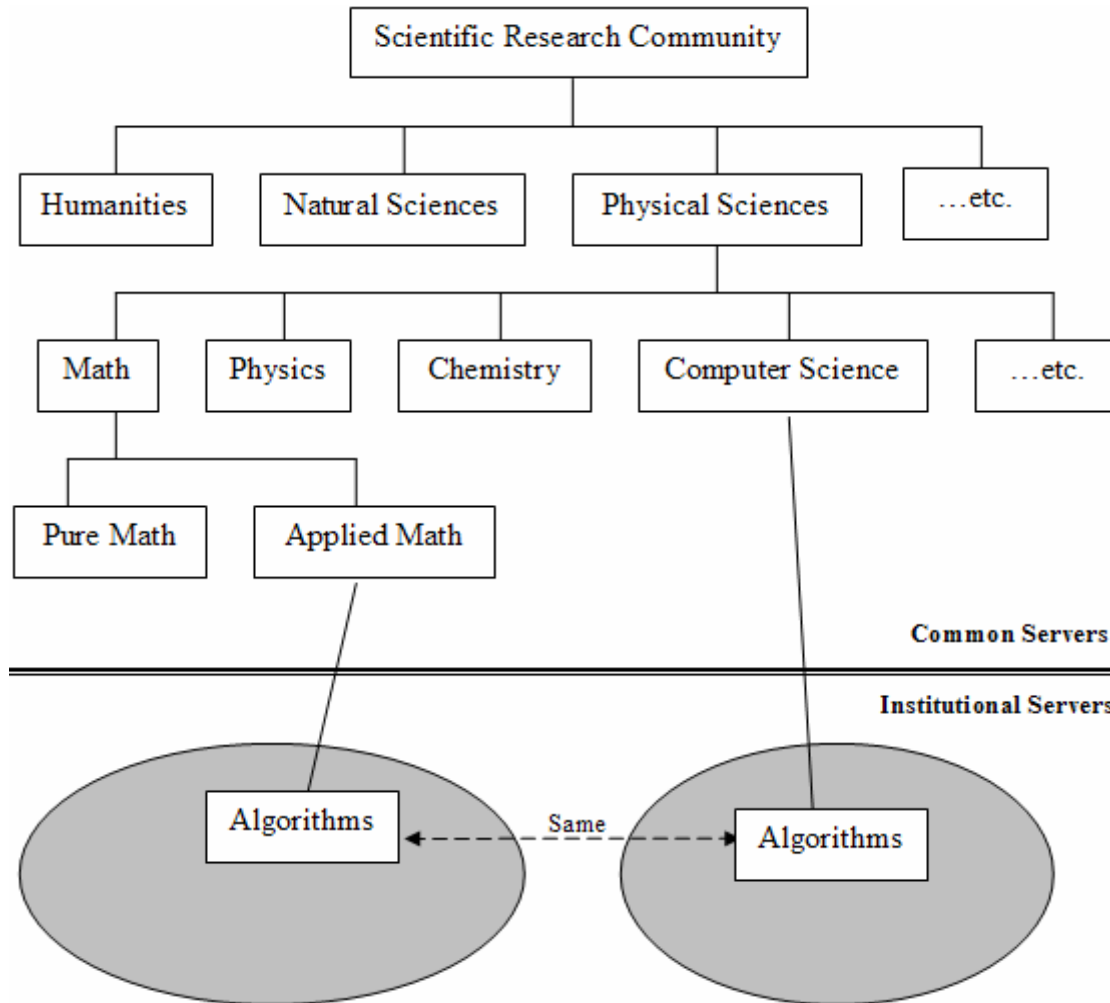 Scientific Research Community
Humanities
Natural Sciences
Physical Sciences
...etc.
Math
Physics
Chemistry
Computer Science
...etc.
Pure Math
Applied Math
Common Servers
Institutional Servers
Algorithms
Same
Algorithms